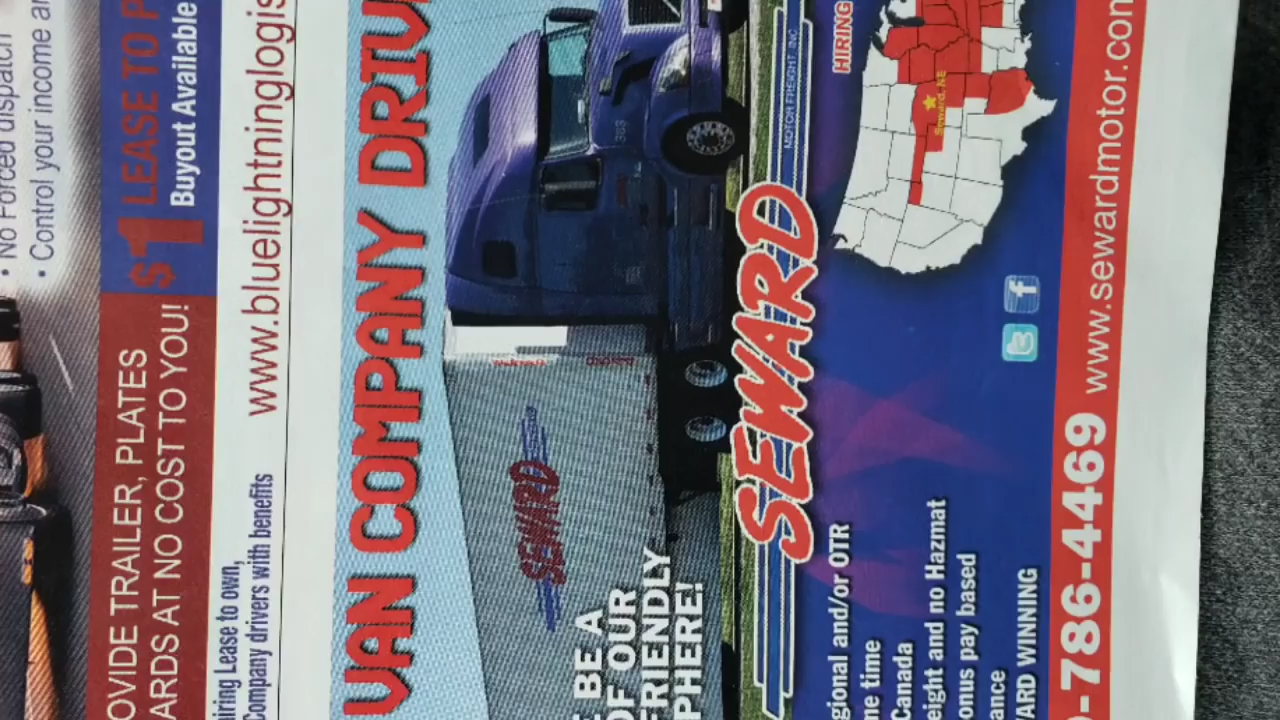 • No Forced dispatch
• Control your income
OVIDE TRAILER, PLATES
ARDS AT NO COST TO YOU!
$1 LEASE TO P
Buyout Available
iring Lease to own,
Company drivers with benefits
www.bluelightninglogis
VAN COMPANY DRIV
SEWARD
BE A
OF OUR
FRIENDLY
PHERE!
SEWARD
MOTOR FREIGHT, INC.
HIRING
Seward, NE
gional and/or OTR
me time
Canada
eight and no Hazmat
onus pay based
ance
ARD WINNING
-786-4469 www.sewardmotor.com